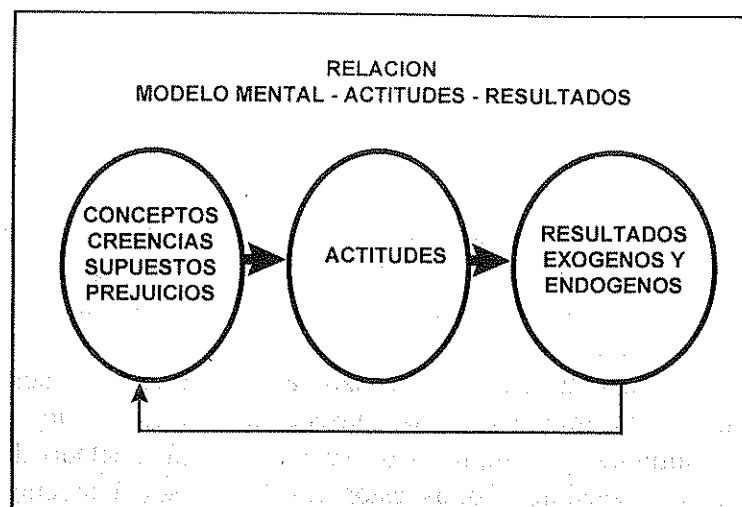 RELACION
MODELO MENTAL - ACTITUDES - RESULTADOS
CONCEPTOS
CREENCIAS
SUPUESTOS
PREJUICIOS
ACTITUDES
RESULTADOS
EXOGENOS Y
ENDOGENOS